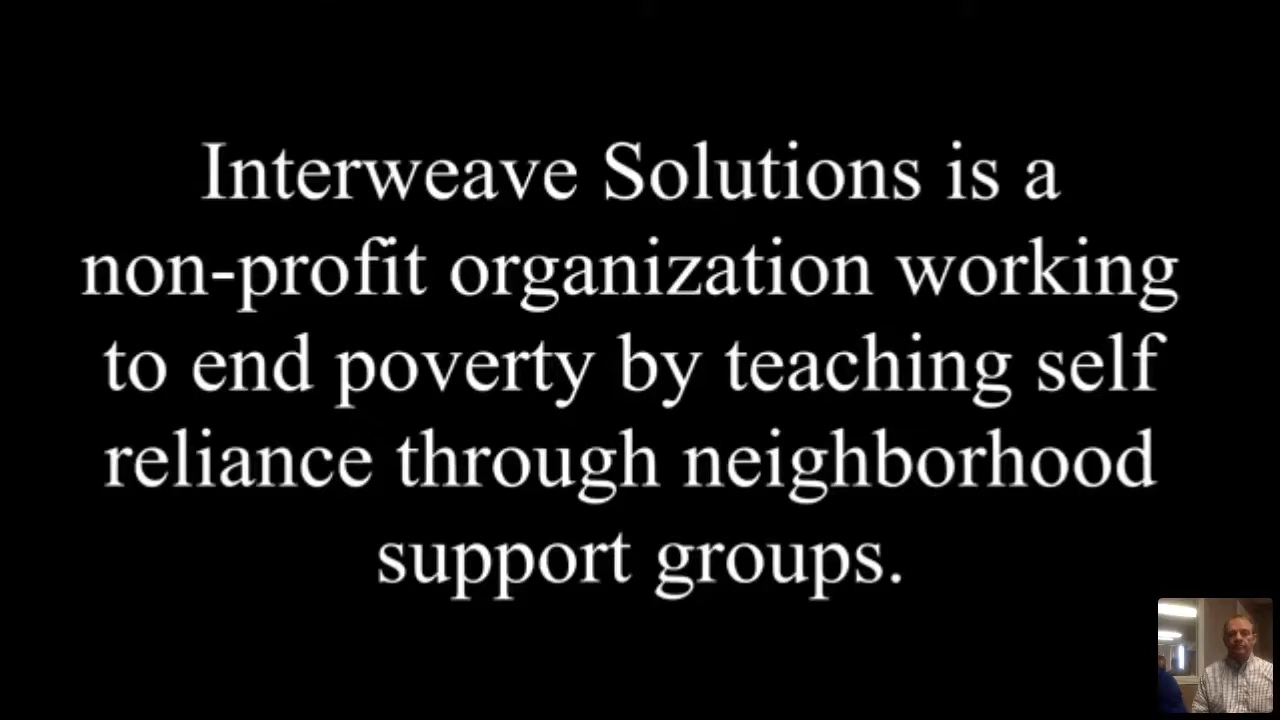 Interweave Solutions is a
non-profit organization working
to end poverty by teaching self
reliance through neighborhood
support groups.